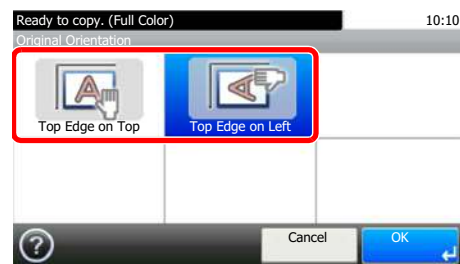 Ready to copy. (Full Color) 10:10
Original Orientation
A A
Top Edge on Top Top Edge on Left
? Cancel OK